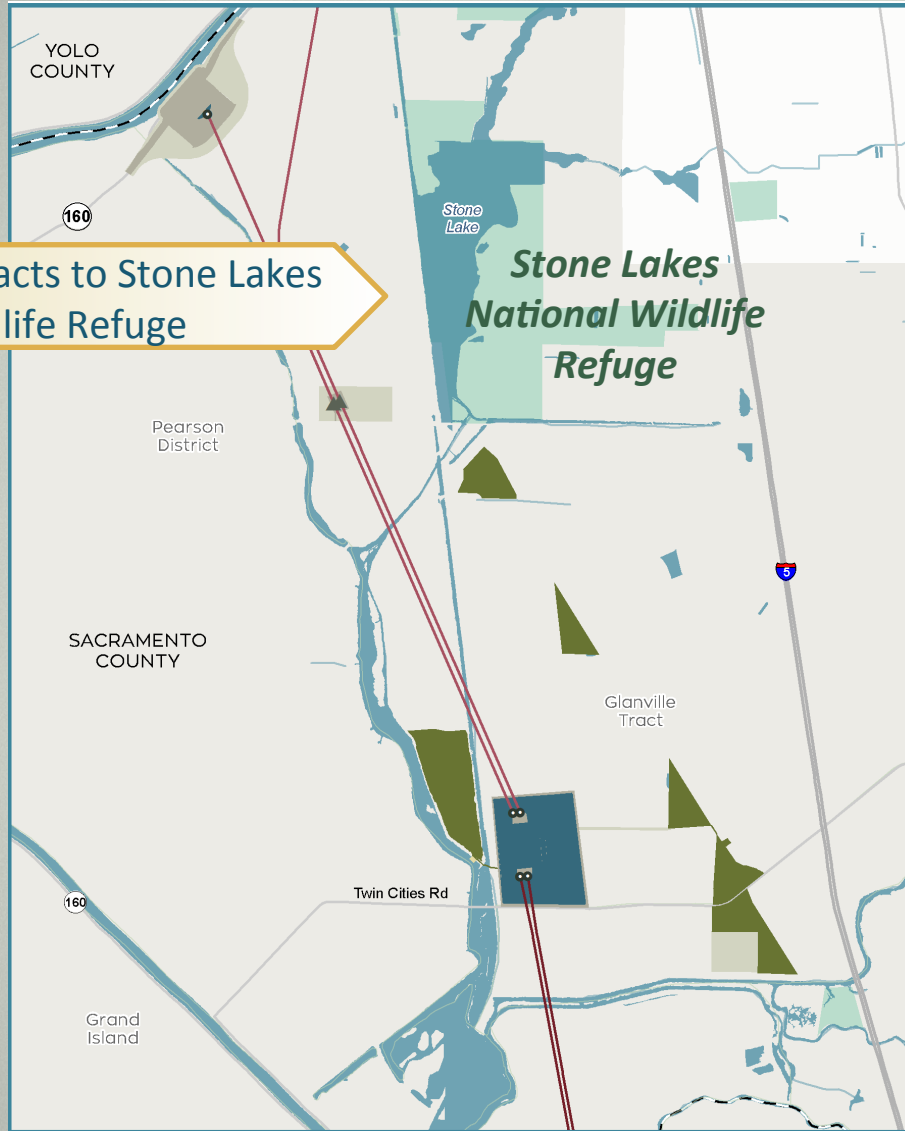 YOLO
COUNTY
160
Stone
Lake
acts to Stone Lakes
life Refuge
Stone Lakes
National Wildlife
Refuge
Pearson
District
5
SACRAMENTO
COUNTY
Glanville
Tract
Twin Cities Rd
160
Grand
Island